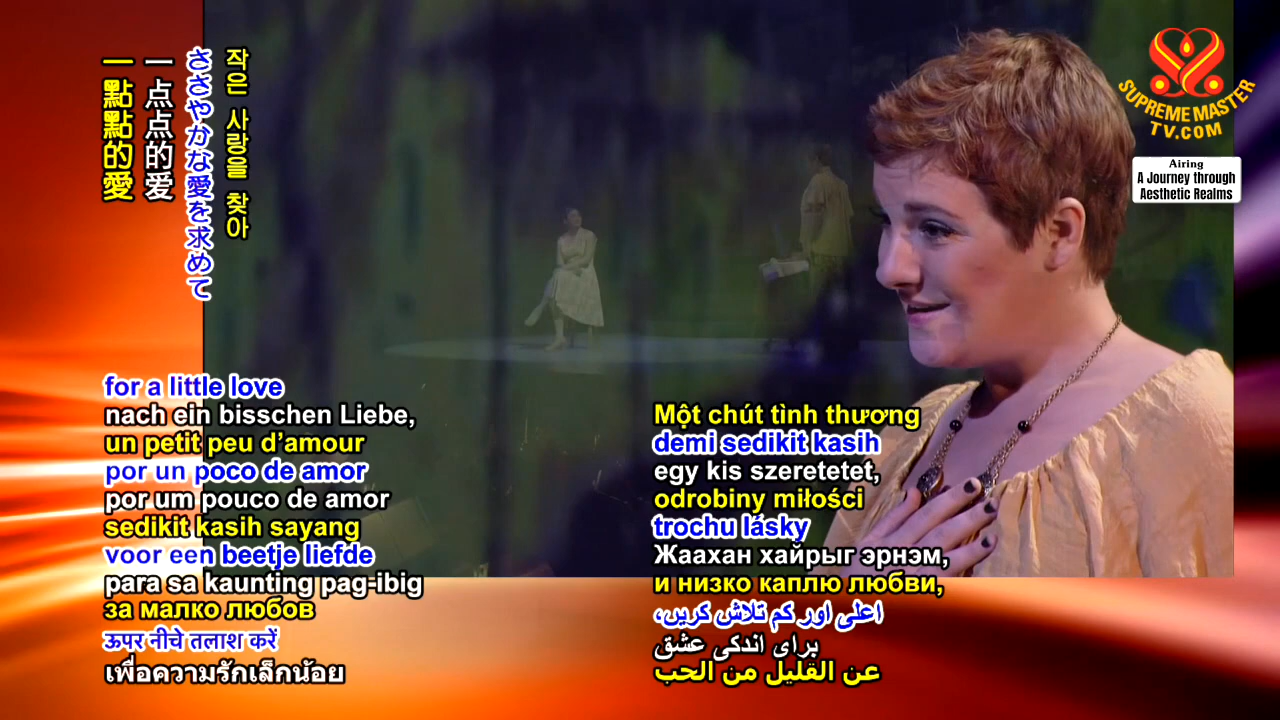 一點點的愛
一点点的爱
ささやかな愛を求めて
작은 사랑을 찾아
SUPREME MASTER
TV.COM
Airing
A Journey through
Aesthetic Realms
for a little love
nach ein bisschen Liebe,
un petit peu d’amour
por un poco de amor
por um pouco de amor
sedikit kasih sayang
voor een beetje liefde
para sa kaunting pag-ibig
за малко любов
ऊपर नीचे तलाश करें
เพื่อความรักเล็กน้อย
Một chút tình thương
demi sedikit kasih
egy kis szeretetet,
odrobiny miłości
trochu lásky
Жаахан хайрыг эрнэм,
и низко каплю любви,
اعلی اور کم تلاش کریں،
برای اندکی عشق
عن القليل من الحب